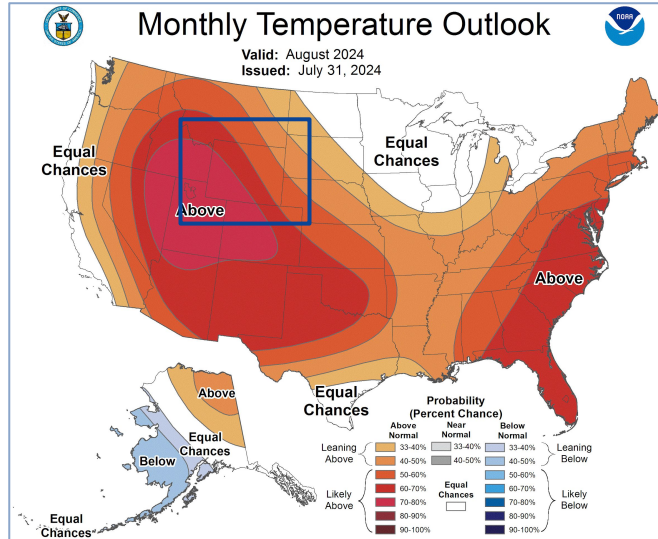 Monthly Temperature Outlook
NOAA
Valid: August 2024
Issued: July 31, 2024
Equal
Chances
Equal
Chances
Above
Above
Equal
Chances
Above
Equal
Chances
Below
Equal
Chances
Probability
(Percent Chance)
Above
Normal
Near
Normal
Below
Normal
Leaning
Above
33-40%
33-40%
33-40%
Leaning
Below
40-50%
40-50%
40-50%
50-60%
50-60%
60-70%
Equal
Chances
60-70%
Likely
Above
70-80%
70-80%
Likely
Below
80-90%
80-90%
90-100%
90-100%